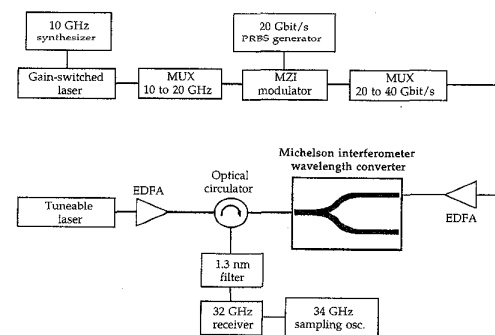 10 GHz
synthesizer
20 Gbit/s
PRBS generator
Gain-switched
laser
MUX
10 to 20 GHz
MZI
modulator
MUX
20 to 40 Gbit/s
Michelson interferometer
wavelength converter
Optical
circulator
EDFA
Tuneable
laser
EDFA
1.3 nm
filter
32 GHz
receiver
34 GHz
sampling osc.